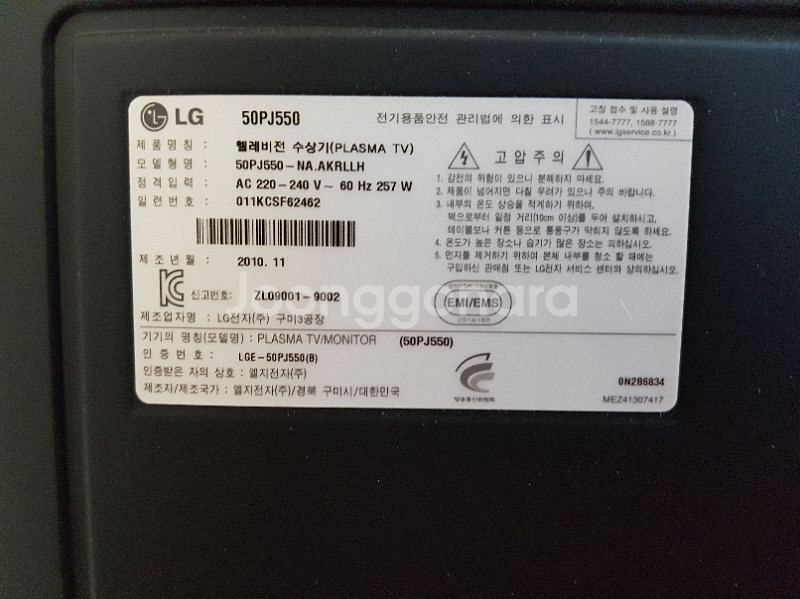 LG 50PJ550 전기용품안전 관리법에 의한 표시
고장 접수 및 사용 설명
1544-7777, 1588-7777
( www.lgservice.co.kr )
제 품 명 칭 : 텔레비전 수상기(PLASMA TV)
모 델 형 명 : 50PJ550-NA.AKRLLH
정 격 입 력 : AC 220-240 V~ 60 Hz 257 W
일 련 번 호 : 011KCSF62462
제 조 년 월 : 2010. 11
신고번호: ZL09001-9002
제조업자명 : LG전자(주) 구미3공장
고 압 주 의
1. 감전의 위험이 있으니 분해하지 마세요.
2. 제품이 넘어지면 다칠 우려가 있으니 주의 바랍니다.
3. 내부의 온도 상승을 적게하기 위하여,
벽으로부터 일정 거리(10cm 이상)를 두어 설치하시고,
테이블보나 커튼 등으로 통풍구가 막히지 않도록 하세요.
4. 온도가 높은 장소나 습기가 많은 장소는 피하십시오.
5. 먼지를 제거하기 위하여 본체 내부를 청소 할 때에는
구입하신 판매점 또는 LG전자 서비스 센터와 상의하십시오.
EMI/EMS
Joonggonara
기기의 명칭(모델명) : PLASMA TV/MONITOR (50PJ550)
인 증 번 호 : LGE-50PJ550(B)
인증받은 자의 상호 : 엘지전자(주)
제조자/제조국가 : 엘지전자(주)/경북 구미시/대한민국
방송통신위원회
0N2B6834
MEZ41307417